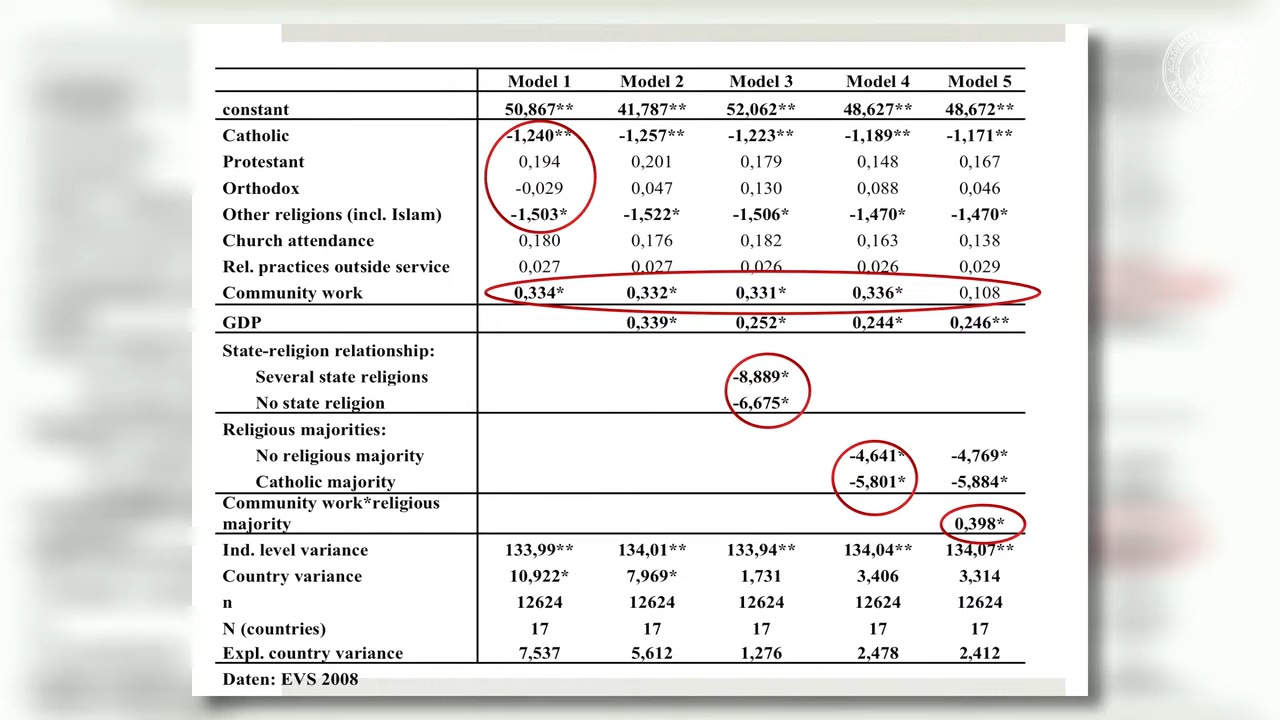 Model 1 Model 2 Model 3 Model 4 Model 5
constant 50,867** 41,787** 52,062** 48,627** 48,672**
Catholic -1,240** -1,257** -1,223** -1,189** -1,171**
Protestant 0,194 0,201 0,179 0,148 0,167
Orthodox -0,029 0,047 0,130 0,088 0,046
Other religions (incl. Islam) -1,503* -1,522* -1,506* -1,470* -1,470*
Church attendance 0,180 0,176 0,182 0,163 0,138
Rel. practices outside service 0,027 0,027 0,026 0,026 0,029
Community work 0,334* 0,332* 0,331* 0,336* 0,108
GDP 0,339* 0,252* 0,244* 0,246**
State-religion relationship:
Several state religions -8,889*
No state religion -6,675*
Religious majorities:
No religious majority -4,641* -4,769*
Catholic majority -5,801* -5,884*
Community work*religious
majority 0,398*
Ind. level variance 133,99** 134,01** 133,94** 134,04** 134,07**
Country variance 10,922* 7,969* 1,731 3,406 3,314
n 12624 12624 12624 12624 12624
N (countries) 17 17 17 17 17
Expl. country variance 7,537 5,612 1,276 2,478 2,412
Daten: EVS 2008